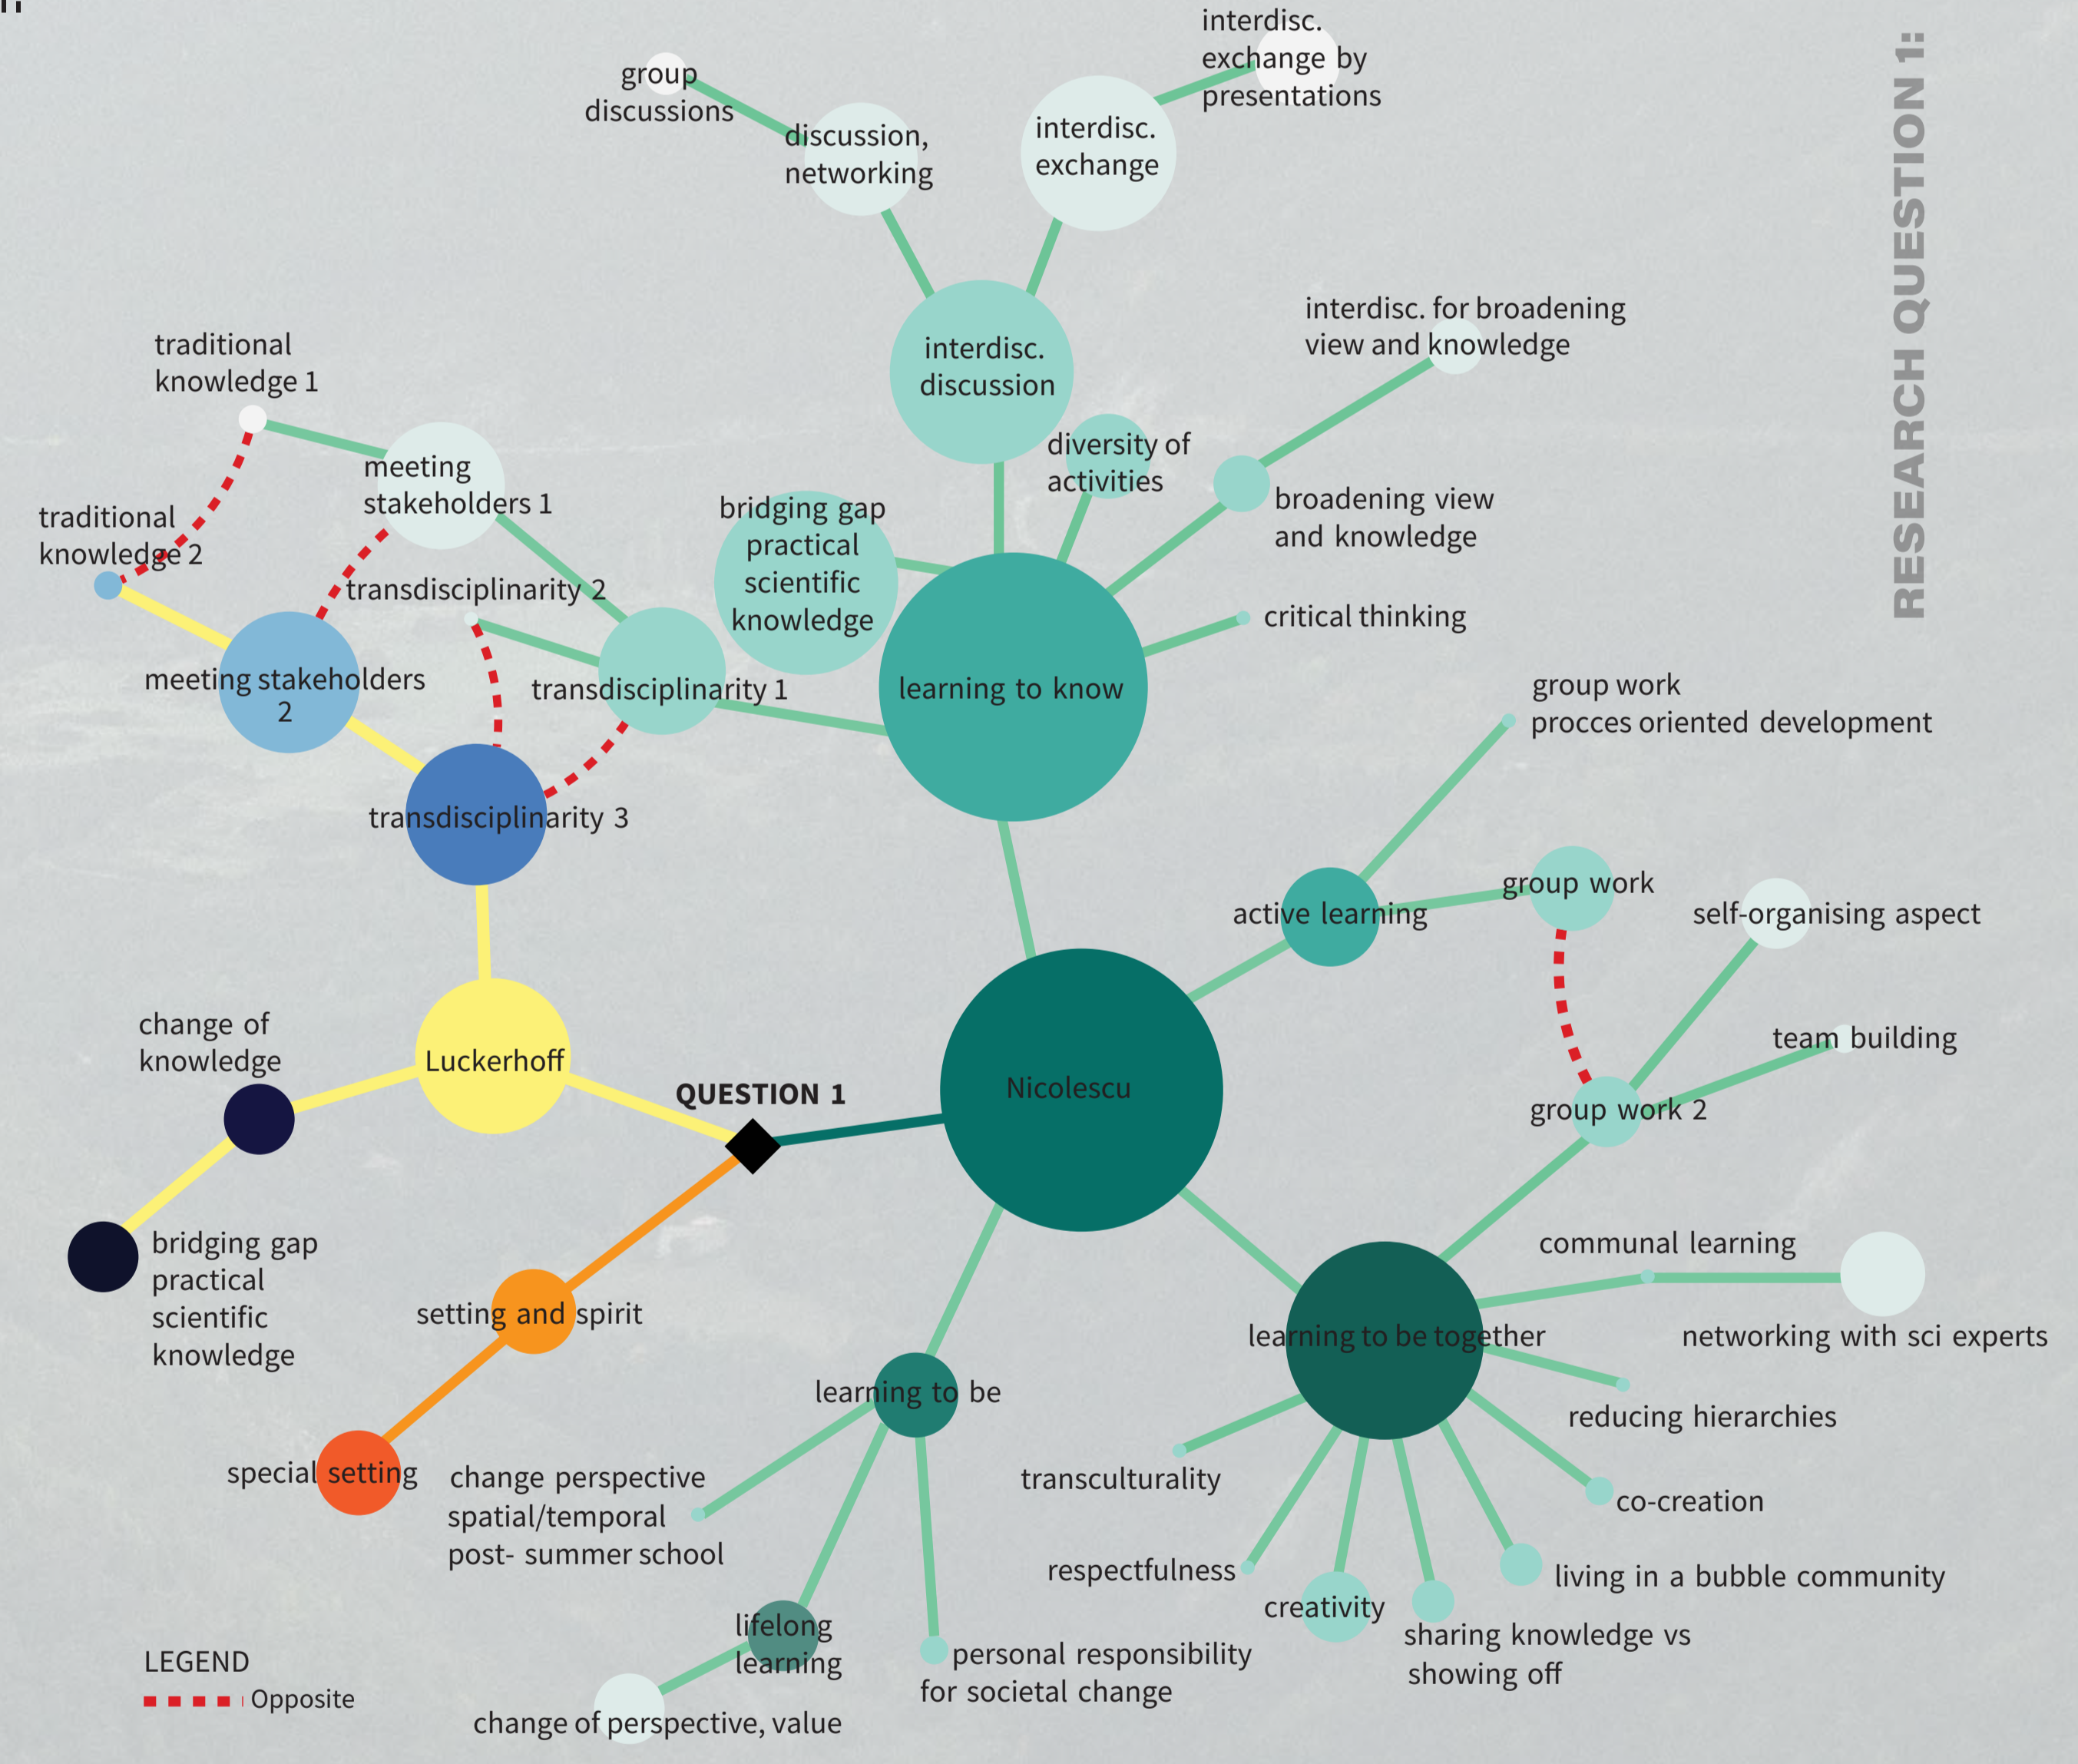 interdisc.
exchange by
presentations
group
discussions
discussion,
networking
interdisc.
exchange
RESEARCH QUESTION 1:
interdisc.
discussion
interdisc. for broadening
view and knowledge
traditional
knowledge 1
meeting
stakeholders 1
diversity of
activities
bridging gap
practical
scientific
knowledge
broadening view
and knowledge
traditional
knowledge 2
transdisciplinarity 2
critical thinking
meeting stakeholders
2
transdisciplinarity 1
learning to know
group work
procces oriented development
transdisciplinarity 3
active learning
group work
self-organising aspect
change of
knowledge
Luckerhoff
QUESTION 1
Nicolescu
team building
group work 2
bridging gap
practical
scientific
knowledge
communal learning
setting and spirit
learning to be together
networking with sci experts
learning to be
reducing hierarchies
special setting
change perspective
spatial/temporal
post- summer school
transculturality
co-creation
respectfulness
living in a bubble community
creativity
sharing knowledge vs
showing off
lifelong
learning
personal responsibility
for societal change
change of perspective, value
LEGEND
Opposite